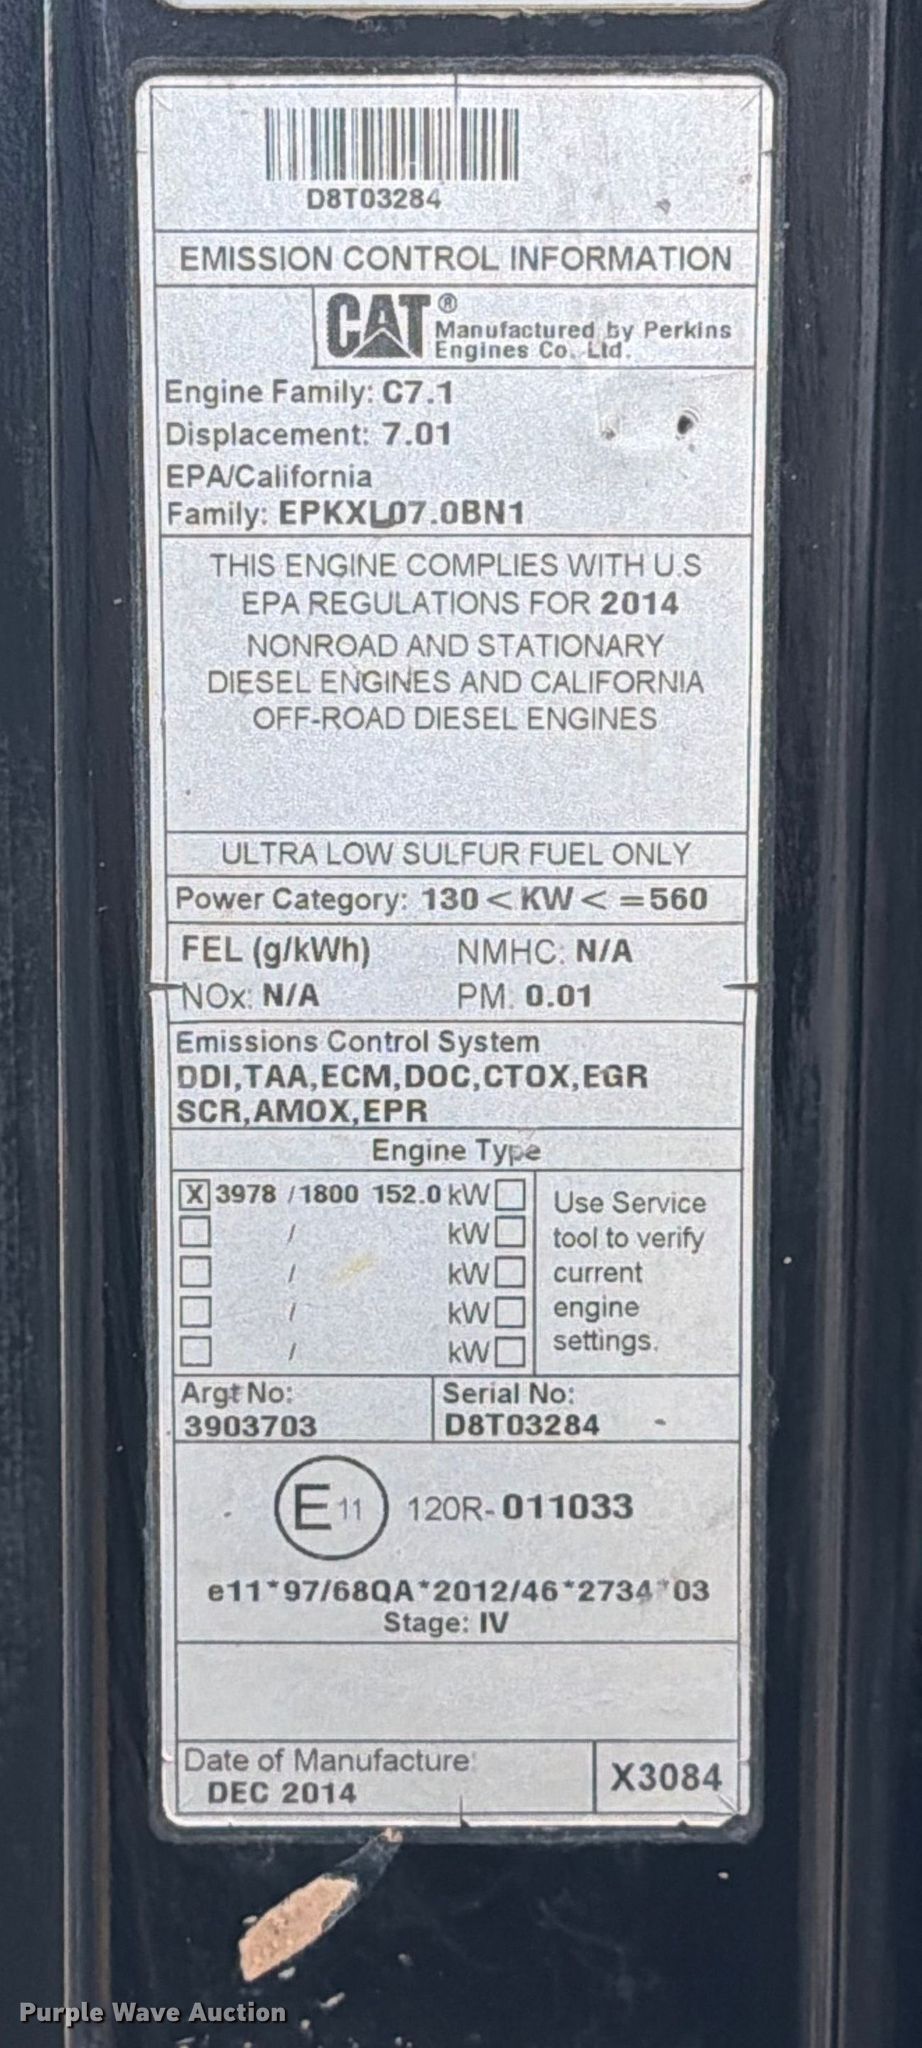 D8T03284
EMISSION CONTROL INFORMATION
CAT®
Manufactured by Perkins
Engines Co. Ltd.
Engine Family: C7.1
Displacement: 7.01
EPA/California
Family: EPKXL07.0BN1
THIS ENGINE COMPLIES WITH U.S
EPA REGULATIONS FOR 2014
NONROAD AND STATIONARY
DIESEL ENGINES AND CALIFORNIA
OFF-ROAD DIESEL ENGINES
ULTRA LOW SULFUR FUEL ONLY
Power Category: 130 < KW < =560
FEL (g/kWh) NMHC: N/A
NOx: N/A PM: 0.01
Emissions Control System
DDI,TAA,ECM,DOC,CTOX,EGR
SCR,AMOX,EPR
Engine Type
X 3978 /1800 152.0 kW
/ kW
/ kW
/ kW
/ kW
Use Service
tool to verify
current
engine
settings.
Argt No: Serial No:
3903703 D8T03284
E11 120R-011033
e11*97/68QA*2012/46*2734*03
Stage: IV
Date of Manufacture:
DEC 2014
X3084
Purple Wave Auction